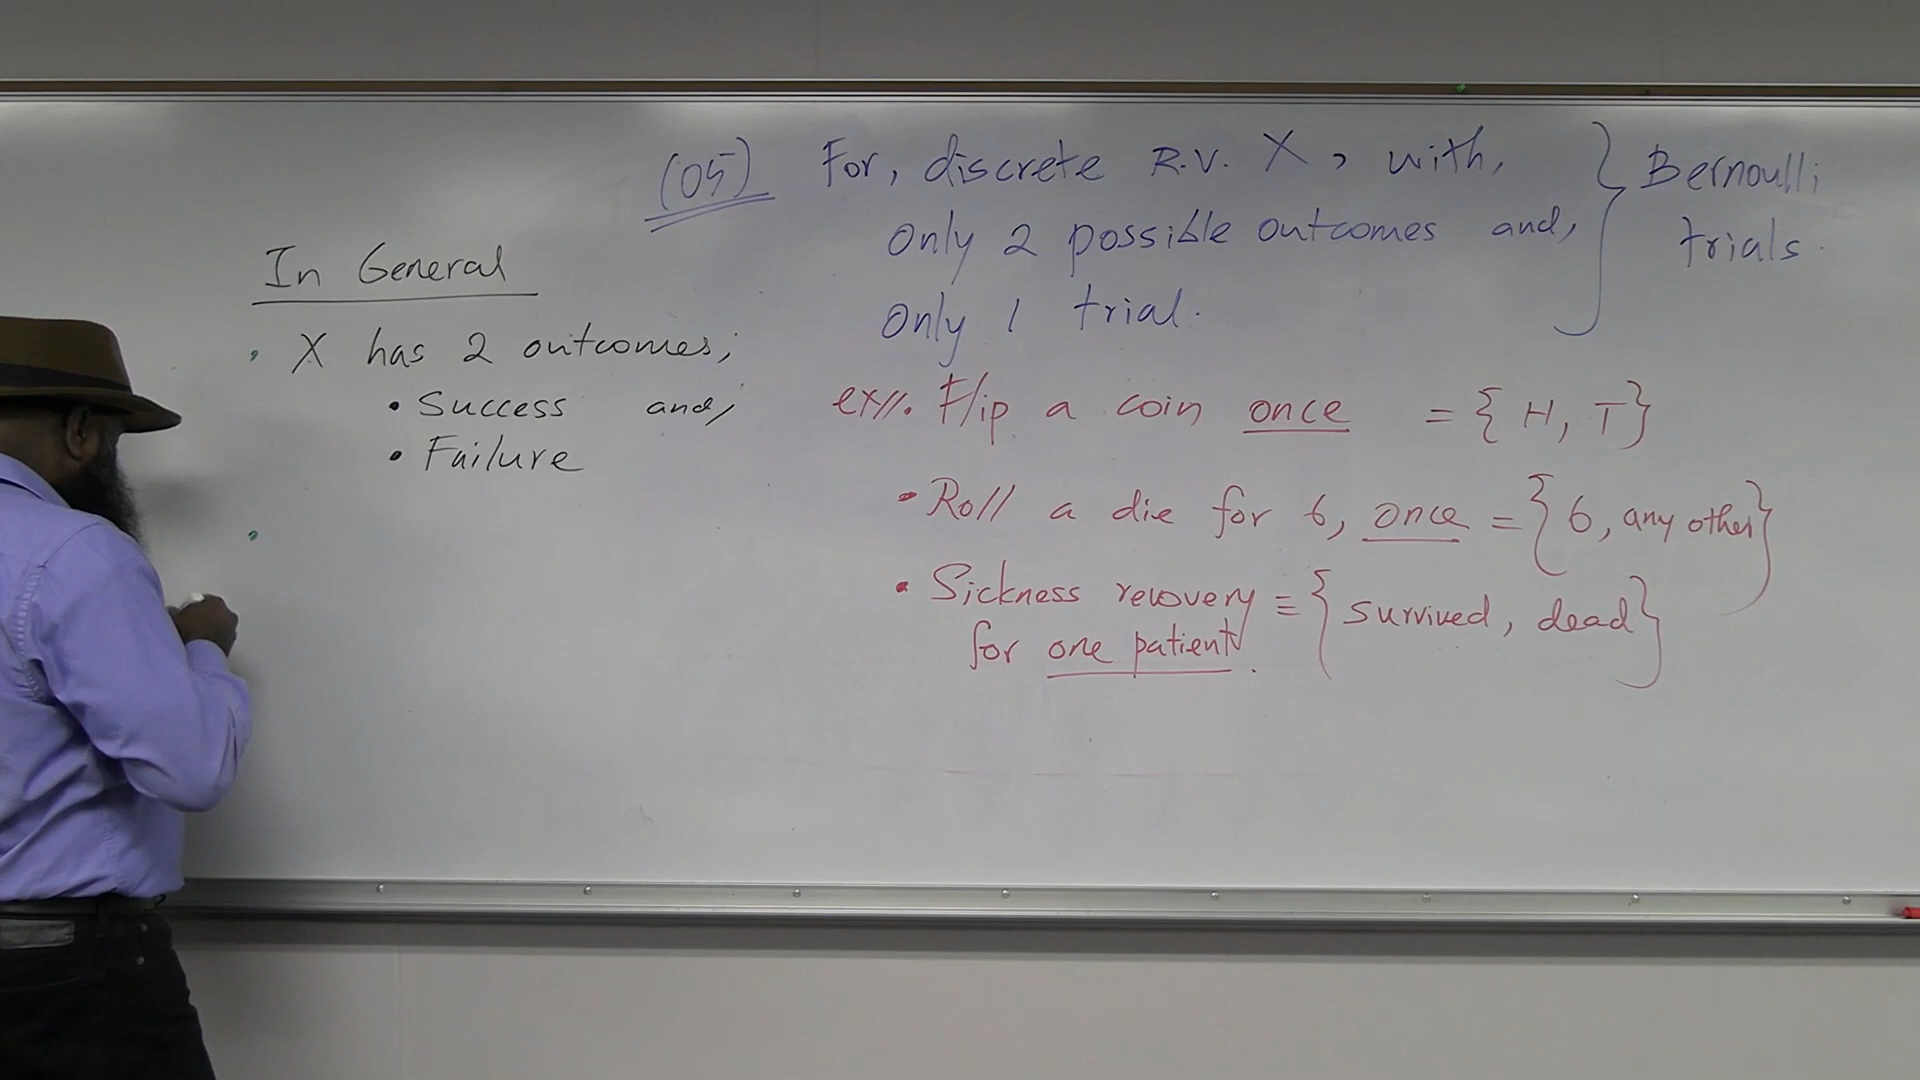 (05) For, discrete R.V. X, with,
Only 2 possible outcomes and,
Only 1 trial.
} Bernoulli
trials.
In General
• X has 2 outcomes;
• Success and,
• Failure
•
ex//. Flip a coin once = {H, T}
• Roll a die for 6, once = {6, any other}
• Sickness recovery ≡ {survived, dead}
for one patient.